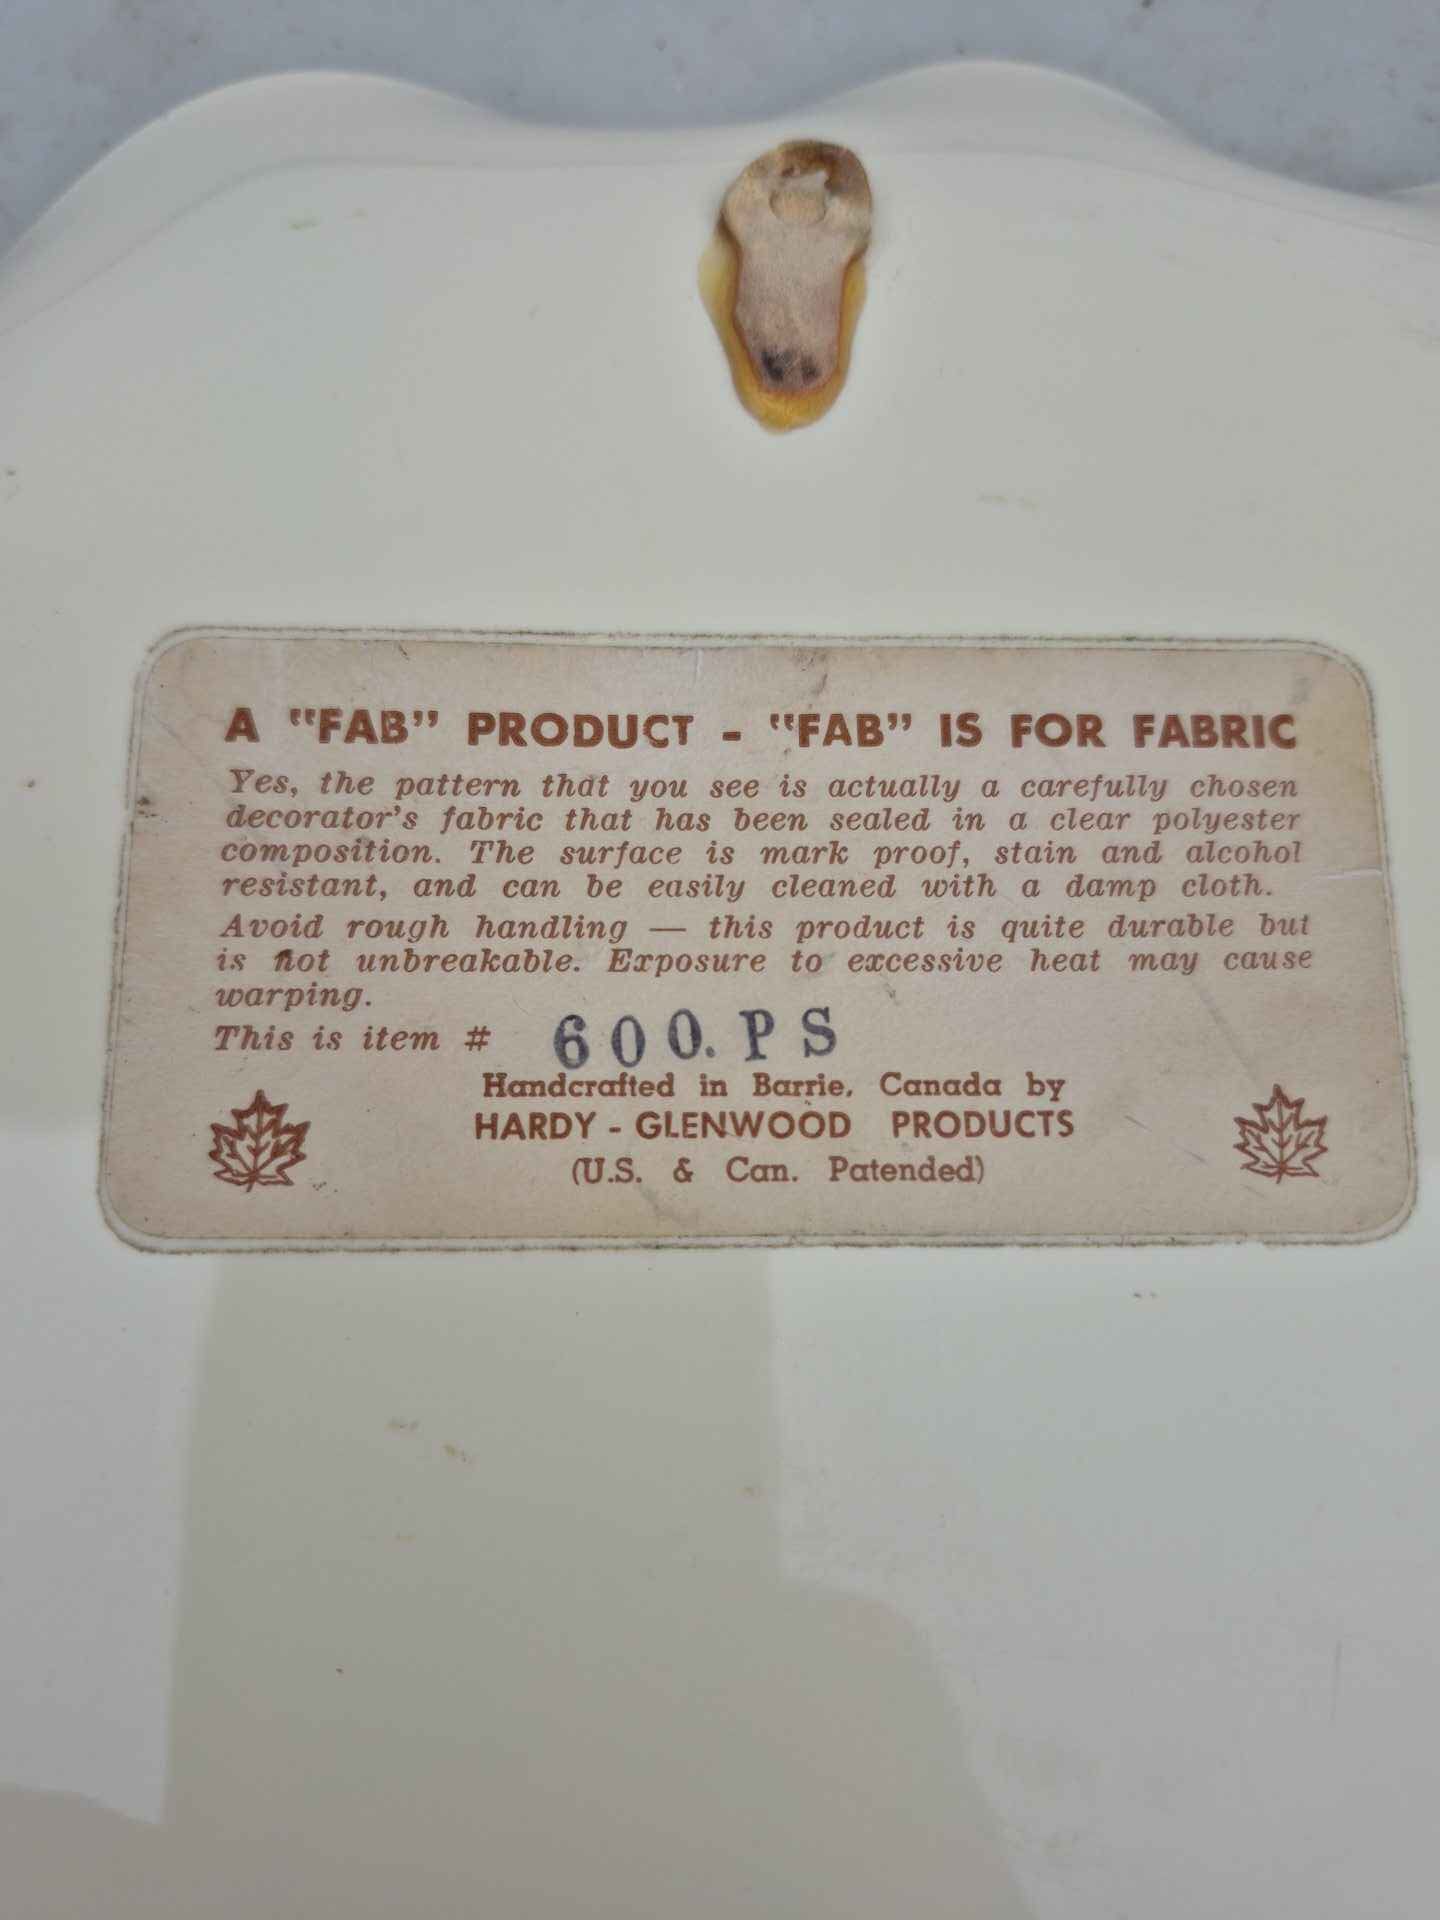 A "FAB" PRODUCT - "FAB" IS FOR FABRIC
Yes, the pattern that you see is actually a carefully chosen
decorator's fabric that has been sealed in a clear polyester
composition. The surface is mark proof, stain and alcohol
resistant, and can be easily cleaned with a damp cloth.
Avoid rough handling — this product is quite durable but
is not unbreakable. Exposure to excessive heat may cause
warping.
This is item # 600.PS
Handcrafted in Barrie, Canada by
HARDY - GLENWOOD PRODUCTS
(U.S. & Can. Patented)